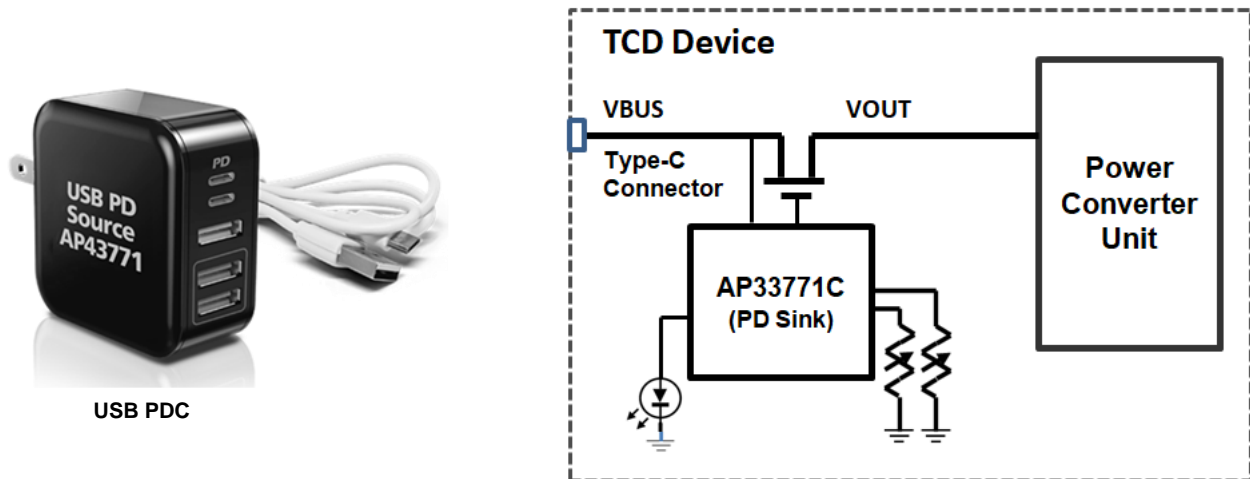 PD
USB PD
Source
AP43771
USB PDC
TCD Device
VBUS
VOUT
Type-C
Connector
AP33771C
(PD Sink)
Power
Converter
Unit